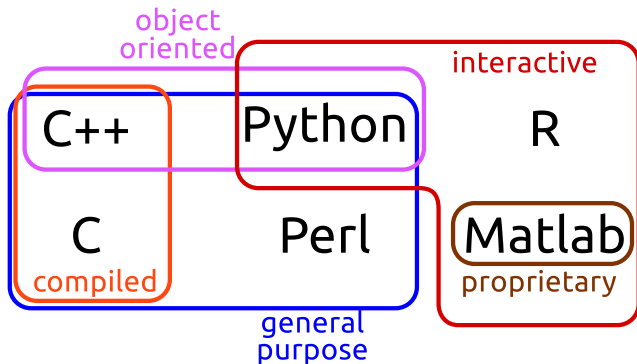 object
oriented
interactive
C++ Python R
C Perl Matlab
compiled proprietary
general
purpose